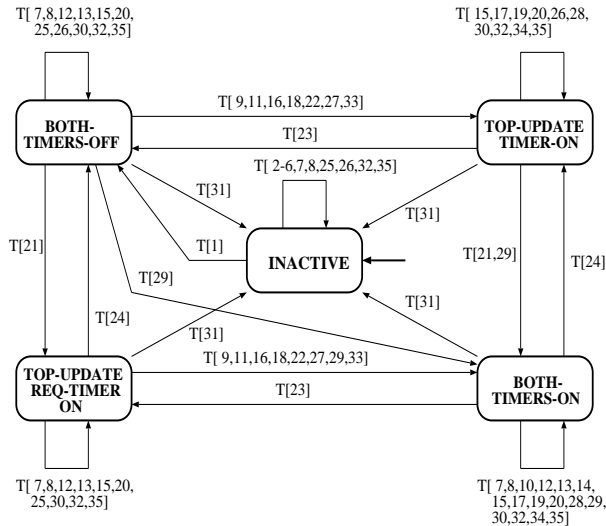 T[ 7,8,12,13,15,20,
25,26,30,32,35]
T[ 15,17,19,20,26,28,
30,32,34,35]
BOTH-
TIMERS-OFF
T[ 9,11,16,18,22,27,33]
TOP-UPDATE
TIMER-ON
T[23]
T[ 2-6,7,8,25,26,32,35]
T[31]
T[31]
T[21]
T[1]
INACTIVE
T[21,29]
T[24]
T[29]
T[24]
T[31]
T[31]
T[ 9,11,16,18,22,27,29,33]
TOP-UPDATE
REQ-TIMER
ON
BOTH-
TIMERS-ON
T[23]
T[ 7,8,12,13,15,20,
25,30,32,35]
T[ 7,8,10,12,13,14,
15,17,19,20,28,29,
30,32,34,35]